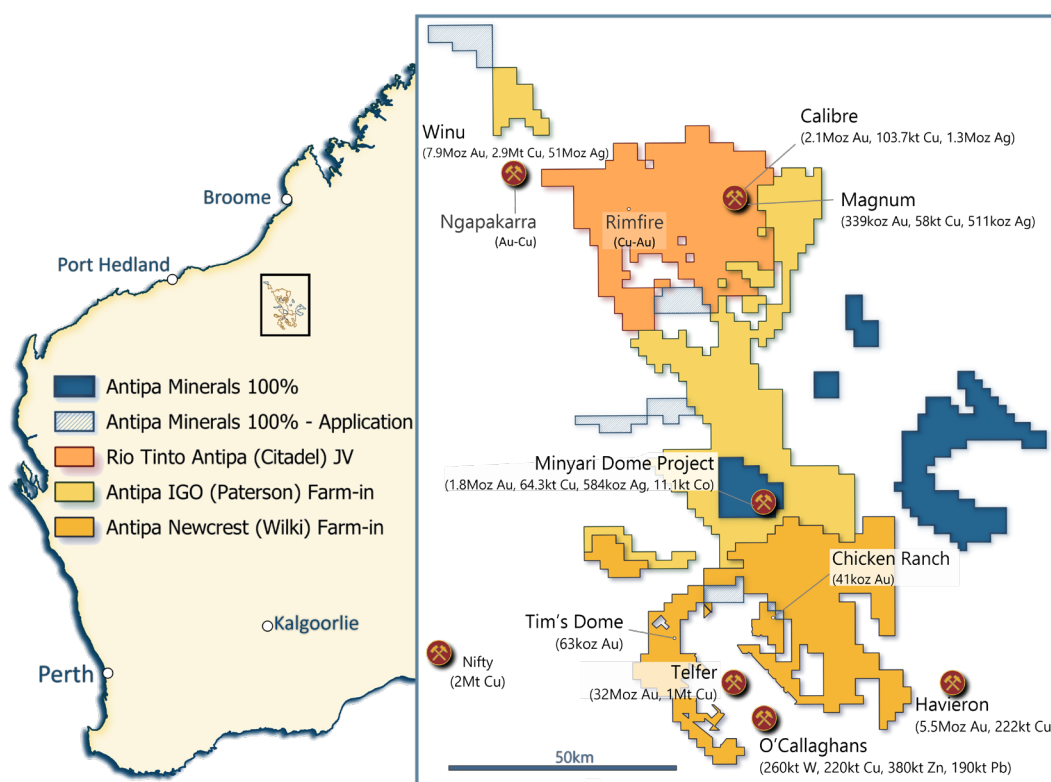 Broome
Port Hedland
Antipa Minerals 100%
Antipa Minerals 100% - Application
Rio Tinto Antipa (Citadel) JV
Antipa IGO (Paterson) Farm-in
Antipa Newcrest (Wilki) Farm-in
Kalgoorlie
Perth
Winu
(7.9Moz Au, 2.9Mt Cu, 51Moz Ag)
Calibre
(2.1Moz Au, 103.7kt Cu, 1.3Moz Ag)
Magnum
(339koz Au, 58kt Cu, 511koz Ag)
Ngapakarra
(Au-Cu)
Rimfire
(Cu-Au)
Minyari Dome Project
(1.8Moz Au, 64.3kt Cu, 584koz Ag, 11.1kt Co)
Chicken Ranch
(41koz Au)
Tim's Dome
(63koz Au)
Nifty
(2Mt Cu)
Telfer
(32Moz Au, 1Mt Cu)
Havieron
(5.5Moz Au, 222kt Cu
O'Callaghans
(260kt W, 220kt Cu, 380kt Zn, 190kt Pb)
50km